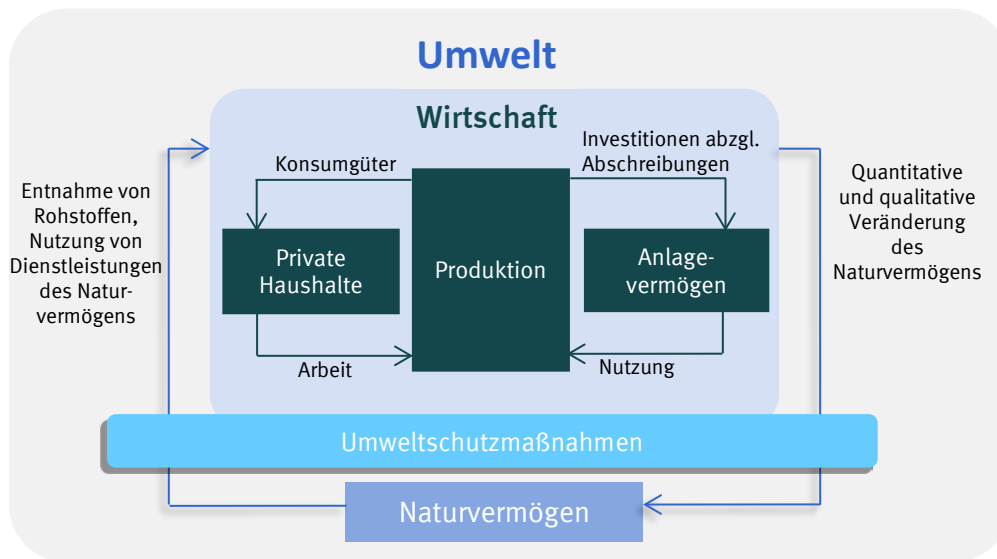 Umwelt
Wirtschaft
Konsumgüter
Investitionen abzgl.
Abschreibungen
Entnahme von
Rohstoffen,
Nutzung von
Dienstleistungen
des Natur-
vermögens
Private
Haushalte
Produktion
Anlage-
vermögen
Quantitative
und qualitative
Veränderung
des
Naturvermögens
Arbeit
Nutzung
Umweltschutzmaßnahmen
Naturvermögen